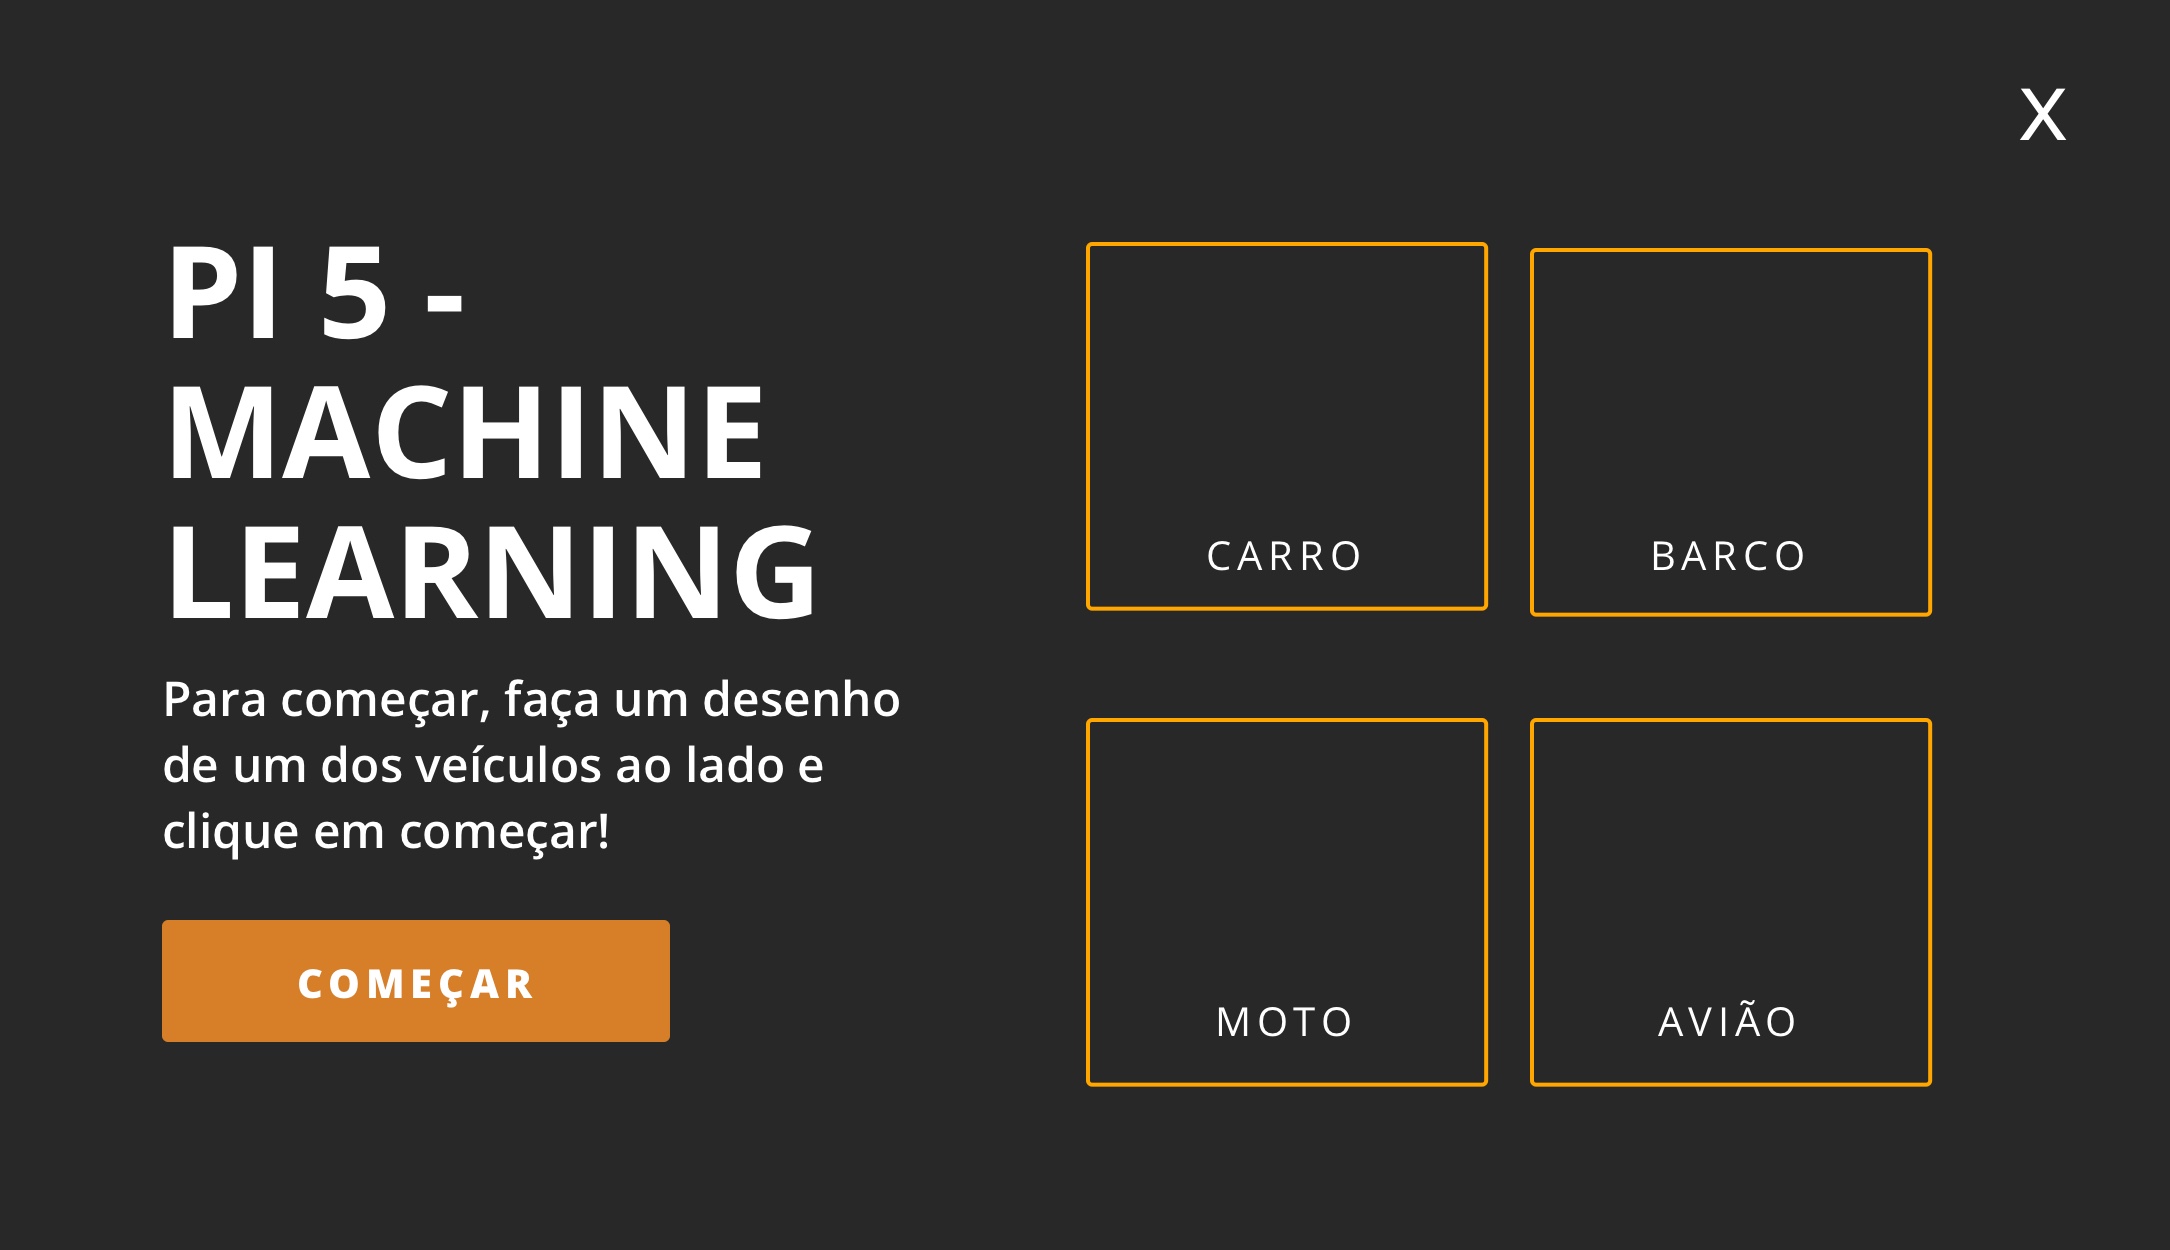 X
PI 5 -
MACHINE
LEARNING
Para começar, faça um desenho
de um dos veículos ao lado e
clique em começar!
COMEÇAR
CARRO
BARCO
MOTO
AVIÃO